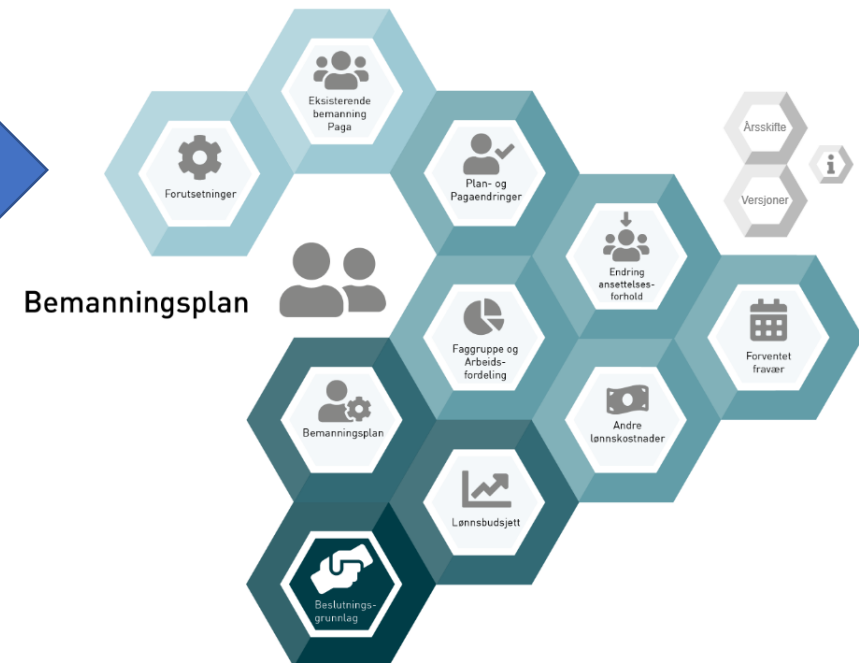 Eksisterende
bemanning
Paga
Forutsetninger
Plan- og
Pagaendringer
Årsskifte
i
Versjoner
Endring
ansettelses-
forhold
Bemanningsplan
Faggruppe og
Arbeids-
fordeling
Forventet
fravær
Bemanningsplan
Andre
lønnskostnader
Lønnsbudsjett
Beslutnings-
grunnlag